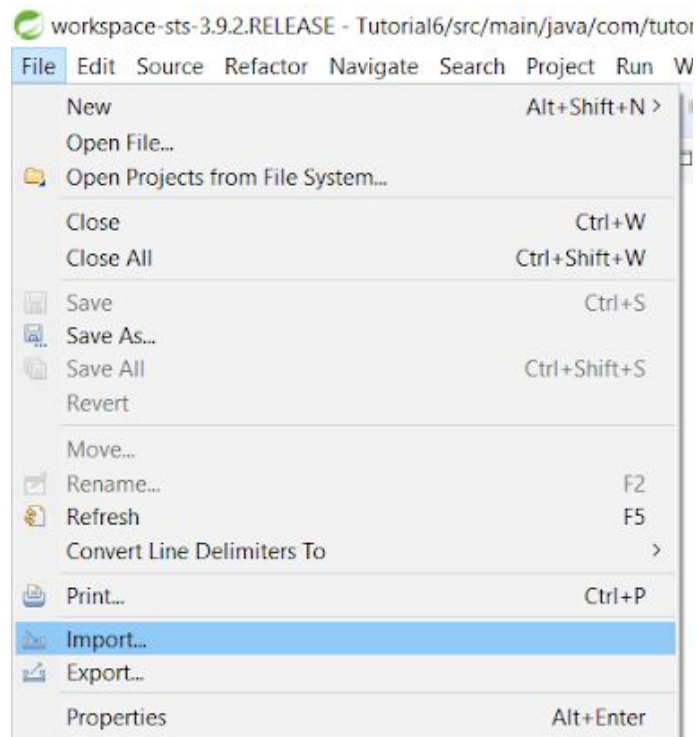 workspace-sts-3.9.2.RELEASE - Tutorial6/src/main/java/com/tutor
File Edit Source Refactor Navigate Search Project Run W
New Alt+Shift+N >
Open File...
Open Projects from File System...
Close Ctrl+W
Close All Ctrl+Shift+W
Save Ctrl+S
Save As...
Save All Ctrl+Shift+S
Revert
Move...
Rename... F2
Refresh F5
Convert Line Delimiters To >
Print... Ctrl+P
Import...
Export...
Properties Alt+Enter